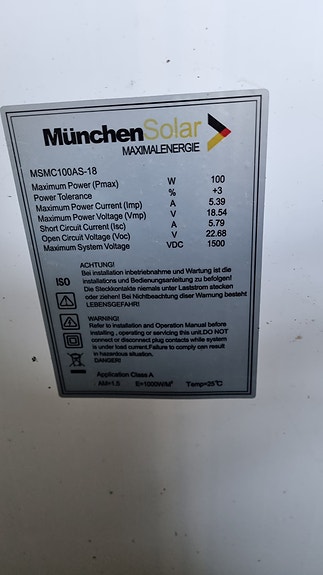 MünchenSolar
MAXIMALENERGIE
MSMC100AS-18
Maximum Power (Pmax) W 100
Power Tolerance % +3
Maximum Power Current (Imp) A 5.39
Maximum Power Voltage (Vmp) V 18.54
Short Circuit Current (Isc) A 5.79
Open Circuit Voltage (Voc) V 22.68
Maximum System Voltage VDC 1500
ACHTUNG!
Bei installation inbetriebnahme und Wartung ist die
installations und Bedienungsanleitung zu befolgen!
Die Steckkontakte niemals unter Laststrom stecken
oder ziehen! Bei Nichtbeachtung diser Warnung besteht
LEBENSGEFAHR!
ISO
WARNING!
Refer to installation and Operation Manual before
installing , operating or servicing this unit.DO NOT
connect or disconnect plug contacts while system
is under load current.Failure to comply can result
in hazardous situation.
DANGER!
Application Class A
AM=1.5 E=1000W/M² Temp=25℃